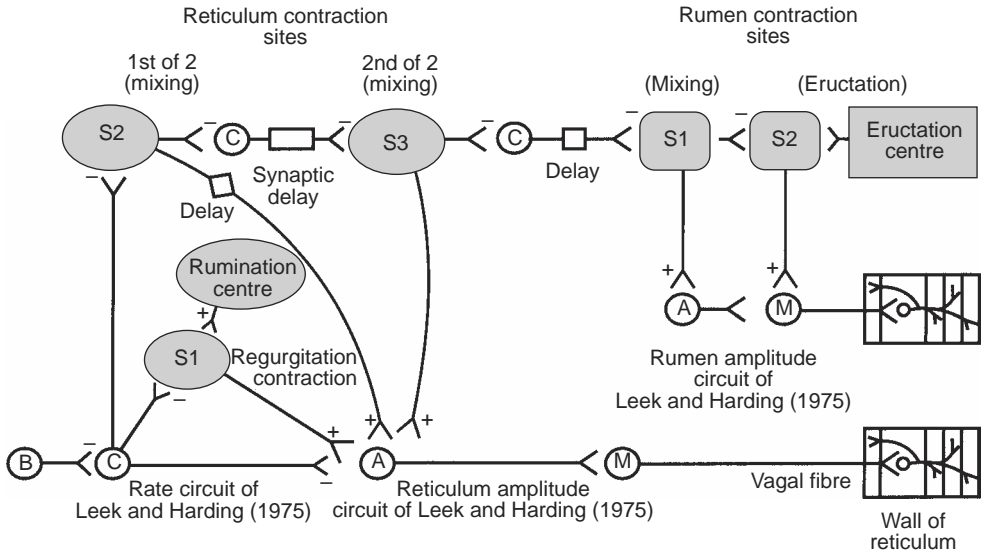 Reticulum contraction
sites
Rumen contraction
sites
1st of 2
(mixing)
2nd of 2
(mixing)
(Mixing)
(Eructation)
S2
–
C
–
S3
–
C
–
S1
–
S2
Eructation
centre
Synaptic
delay
Delay
–
Delay
Rumination
centre
+
S1
Regurgitation
contraction
–
+
A
+
M
Rumen amplitude
circuit of
Leek and Harding (1975)
+
+
+
B
–
C
–
A
M
Rate circuit of
Leek and Harding (1975)
Reticulum amplitude
circuit of Leek and Harding (1975)
Vagal fibre
Wall of
reticulum